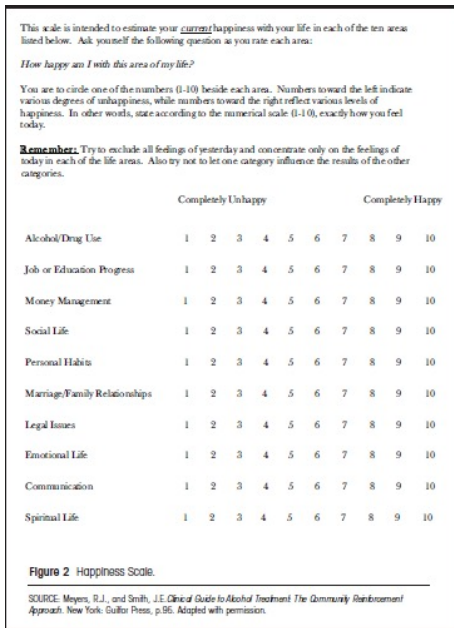 This scale is intended to estimate your current happiness with your life in each of the ten areas
listed below. Ask yourself the following question as you rate each area:
How happy am I with this area of my life?
You are to circle one of the numbers (1-10) beside each area. Numbers toward the left indicate
various degrees of unhappiness, while numbers toward the right reflect various levels of
happiness. In other words, state according to the numerical scale (1-10), exactly how you feel
today.
Remember: Try to exclude all feelings of yesterday and concentrate only on the feelings of
today in each of the life areas. Also try not to let one category influence the results of the other
categories.
Completely Unhappy Completely Happy
Alcohol/Drug Use 1 2 3 4 5 6 7 8 9 10
Job or Education Progress 1 2 3 4 5 6 7 8 9 10
Money Management 1 2 3 4 5 6 7 8 9 10
Social Life 1 2 3 4 5 6 7 8 9 10
Personal Habits 1 2 3 4 5 6 7 8 9 10
Marriage/Family Relationships 1 2 3 4 5 6 7 8 9 10
Legal Issues 1 2 3 4 5 6 7 8 9 10
Emotional Life 1 2 3 4 5 6 7 8 9 10
Communication 1 2 3 4 5 6 7 8 9 10
Spiritual Life 1 2 3 4 5 6 7 8 9 10
Figure 2 Happiness Scale.
SOURCE: Meyers, R.J., and Smith, J.E. Clinical Guide to Alcohol Treatment: The Community Reinforcement
Approach. New York: Guilfor Press, p.95. Adapted with permission.